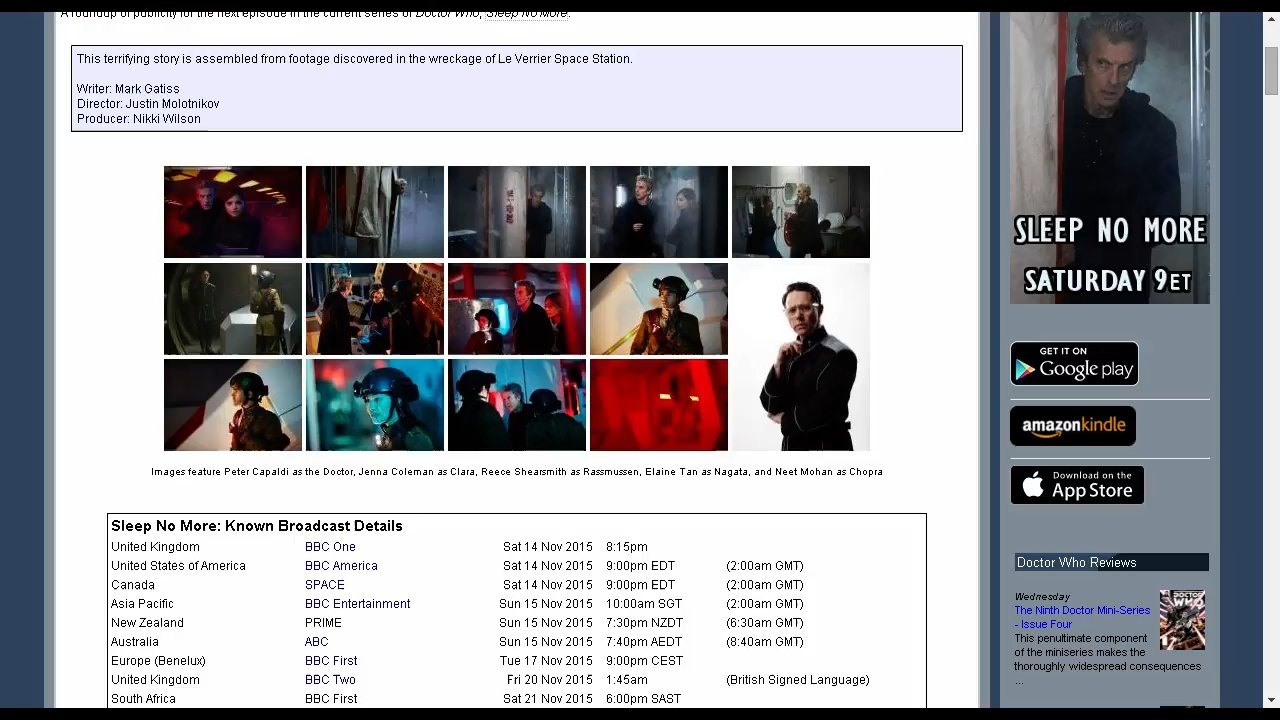 A roundup of publicity for the next episode in the current series of Doctor Who, Sleep No More.
This terrifying story is assembled from footage discovered in the wreckage of Le Verrier Space Station.
Writer: Mark Gatiss
Director: Justin Molotnikov
Producer: Nikki Wilson
Images feature Peter Capaldi as the Doctor, Jenna Coleman as Clara, Reece Shearsmith as Rassmussen, Elaine Tan as Nagata, and Neet Mohan as Chopra
Sleep No More: Known Broadcast Details
United Kingdom BBC One Sat 14 Nov 2015 8:15pm
United States of America BBC America Sat 14 Nov 2015 9:00pm EDT (2:00am GMT)
Canada SPACE Sat 14 Nov 2015 9:00pm EDT (2:00am GMT)
Asia Pacific BBC Entertainment Sun 15 Nov 2015 10:00am SGT (2:00am GMT)
New Zealand PRIME Sun 15 Nov 2015 7:30pm NZDT (6:30am GMT)
Australia ABC Sun 15 Nov 2015 7:40pm AEDT (8:40am GMT)
Europe (Benelux) BBC First Tue 17 Nov 2015 9:00pm CEST
United Kingdom BBC Two Fri 20 Nov 2015 1:45am (British Signed Language)
South Africa BBC First Sat 21 Nov 2015 6:00pm SAST
SLEEP NO MORE
SATURDAY 9ET
GET IT ON
Google play
amazonkindle
Download on the
App Store
Doctor Who Reviews
Wednesday
The Ninth Doctor Mini-Series
- Issue Four
This penultimate component
of the miniseries makes the
thoroughly widespread consequences
...
DOCTOR
WHO